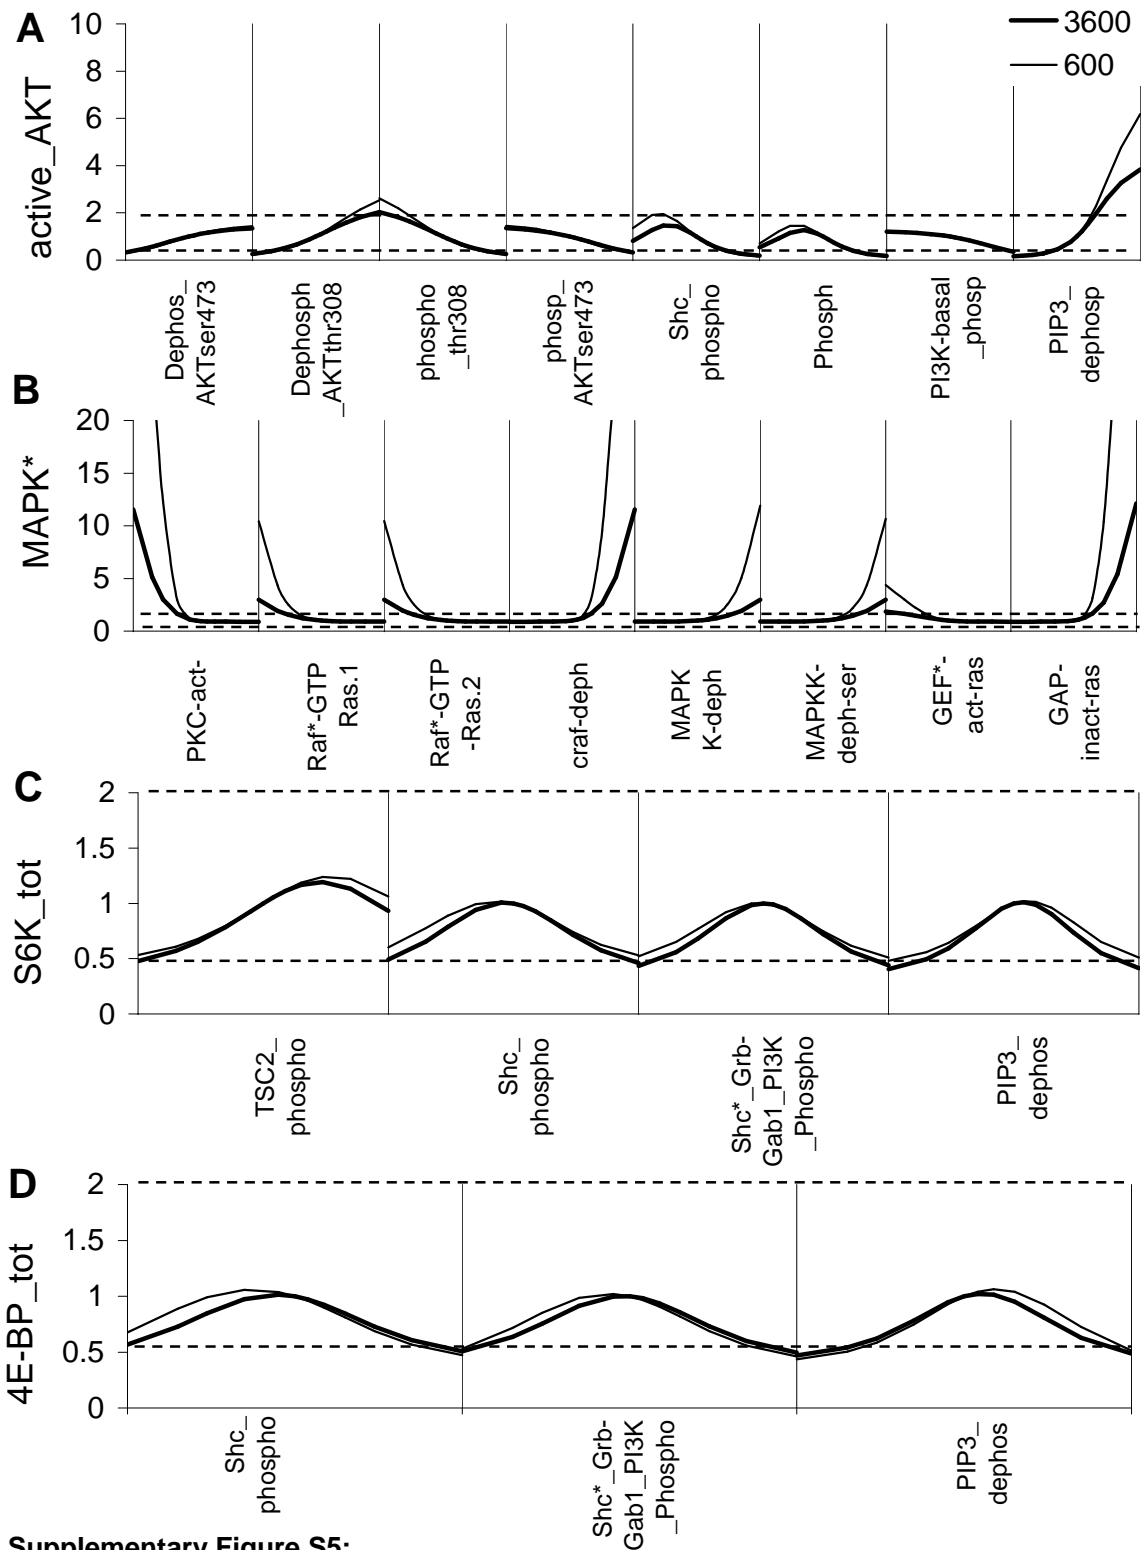 A
active_AKT
10
8
6
4
2
0
3600
600
Dephos_
AKTser473
Dephosph
_AKTthr308
phospho
_thr308
phosp_
AKTser473
Shc_
phospho
Phosph
PI3K-basal
_phosp
PIP3_
dephosp
B
MAPK*
20
15
10
5
0
PKC-act-
Raf*-GTP
Ras.1
Raf*-GTP
-Ras.2
craf-deph
MAPK
K-deph
MAPKK-
deph-ser
GEF*-
act-ras
GAP-
inact-ras
C
S6K_tot
2
1.5
1
0.5
0
TSC2_
phospho
Shc_
phospho
Shc*_Grb-
Gab1_PI3K
_Phospho
PIP3_
dephos
D
4E-BP_tot
2
1.5
1
0.5
0
Shc_
phospho
Shc*_Grb-
Gab1_PI3K
_Phospho
PIP3_
dephos
Supplementary Figure S5: